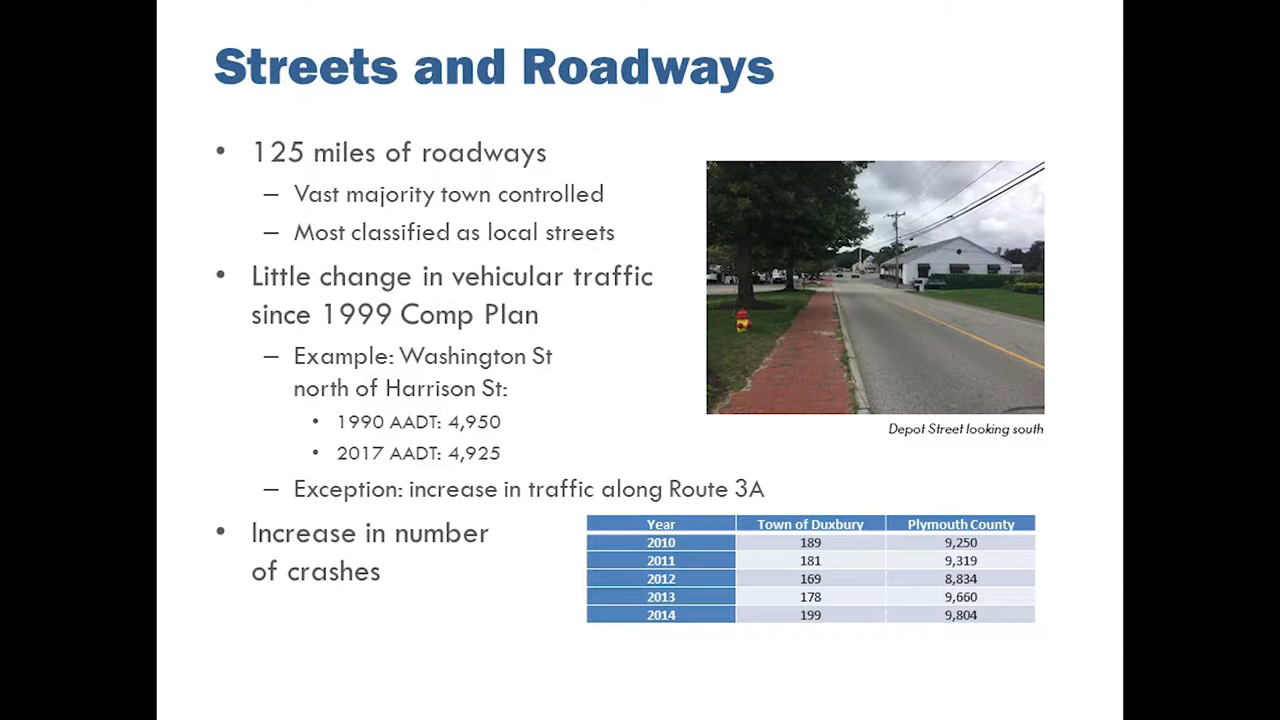 Streets and Roadways
• 125 miles of roadways
– Vast majority town controlled
– Most classified as local streets
• Little change in vehicular traffic
since 1999 Comp Plan
– Example: Washington St
north of Harrison St:
• 1990 AADT: 4,950
• 2017 AADT: 4,925
– Exception: increase in traffic along Route 3A
• Increase in number
of crashes
Depot Street looking south
Year Town of Duxbury Plymouth County
2010 189 9,250
2011 181 9,319
2012 169 8,834
2013 178 9,660
2014 199 9,804